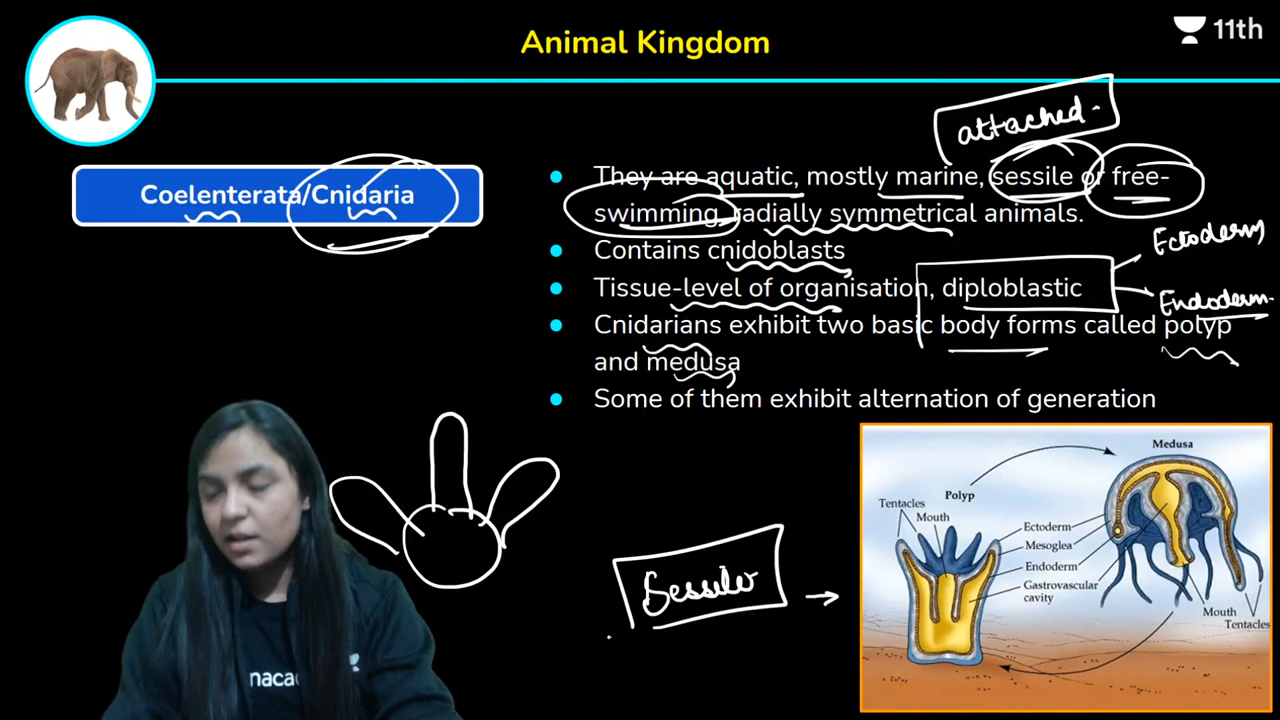 Animal Kingdom
11th
attached
Coelenterata/Cnidaria
They are aquatic, mostly marine, sessile or free-
swimming, radially symmetrical animals.
Contains cnidoblasts
Tissue-level of organisation, diploblastic
Ectoderm
Endoderm
Cnidarians exhibit two basic body forms called polyp
and medusa
Some of them exhibit alternation of generation
Medusa
Polyp
Tentacles
Mouth
Ectoderm
Mesoglea
Endoderm
Gastrovascular
cavity
Mouth
Tentacles
nacad